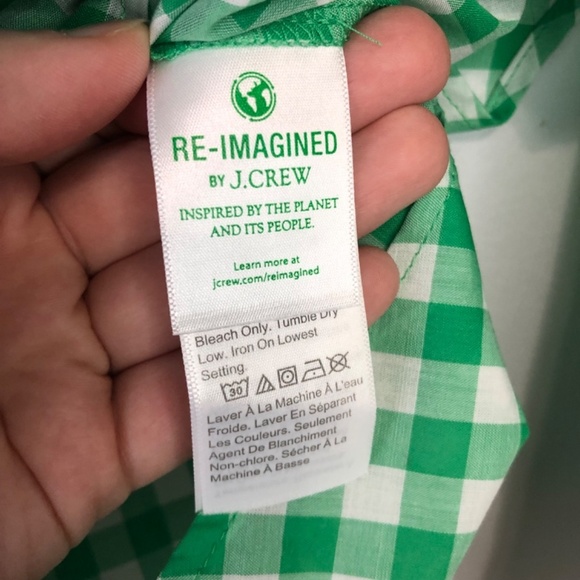 RE-IMAGINED
BY J.CREW
INSPIRED BY THE PLANET
AND ITS PEOPLE.
Learn more at
jcrew.com/reimagined
Bleach Only. Tumble Dry
Low. Iron On Lowest
Setting.
30
Laver À La Machine À L'eau
Froide. Laver En Séparant
Les Couleurs. Seulement
Agent De Blanchiment
Non-chlore. Sécher À La
Machine À Basse